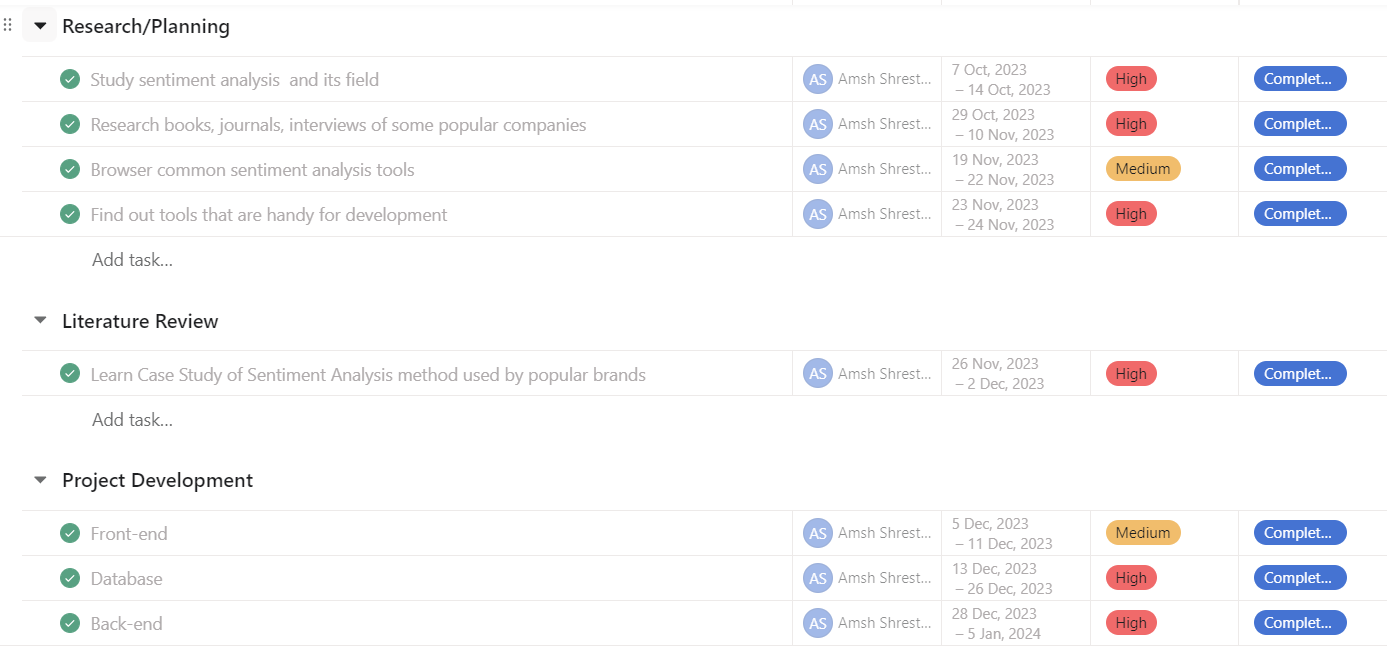 Research/Planning
Study sentiment analysis  and its field AS Amsh Shrest... 7 Oct, 2023 – 14 Oct, 2023 High Complet...
Research books, journals, interviews of some popular companies AS Amsh Shrest... 29 Oct, 2023 – 10 Nov, 2023 High Complet...
Browser common sentiment analysis tools AS Amsh Shrest... 19 Nov, 2023 – 22 Nov, 2023 Medium Complet...
Find out tools that are handy for development AS Amsh Shrest... 23 Nov, 2023 – 24 Nov, 2023 High Complet...
Add task...
Literature Review
Learn Case Study of Sentiment Analysis method used by popular brands AS Amsh Shrest... 26 Nov, 2023 – 2 Dec, 2023 High Complet...
Add task...
Project Development
Front-end AS Amsh Shrest... 5 Dec, 2023 – 11 Dec, 2023 Medium Complet...
Database AS Amsh Shrest... 13 Dec, 2023 – 26 Dec, 2023 High Complet...
Back-end AS Amsh Shrest... 28 Dec, 2023 – 5 Jan, 2024 High Complet...